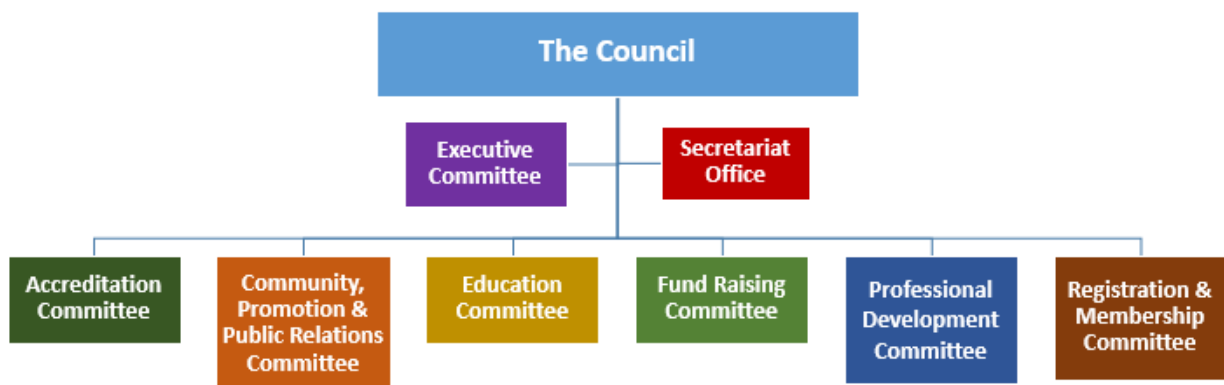 The Council
Executive
Committee
Secretariat
Office
Accreditation
Committee
Community,
Promotion &
Public Relations
Committee
Education
Committee
Fund Raising
Committee
Professional
Development
Committee
Registration &
Membership
Committee